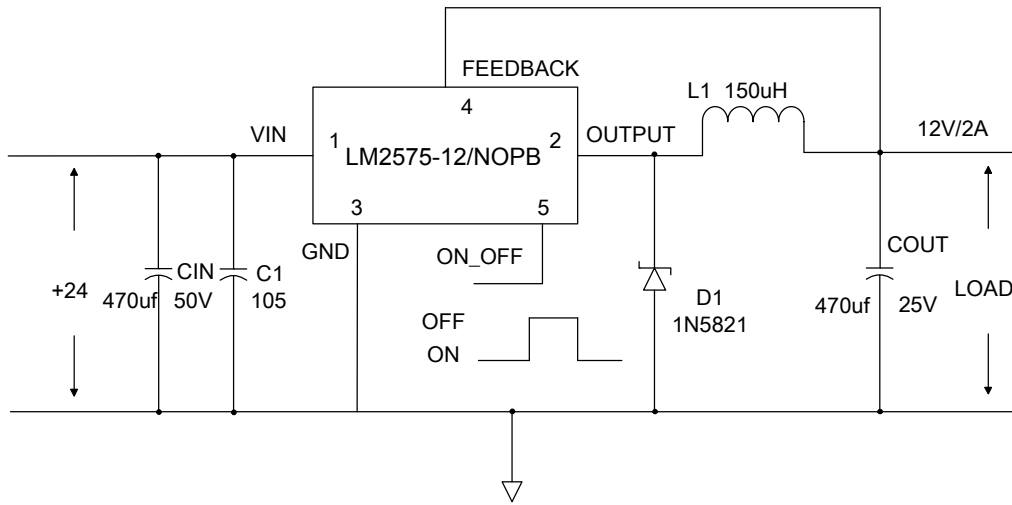 FEEDBACK
4
L1 150uH
VIN
1
LM2575-12/NOPB
2
OUTPUT
12V/2A
3
5
GND
ON_OFF
+24
CIN
470uf 50V
C1
105
OFF
ON
D1
1N5821
COUT
470uf 25V
LOAD